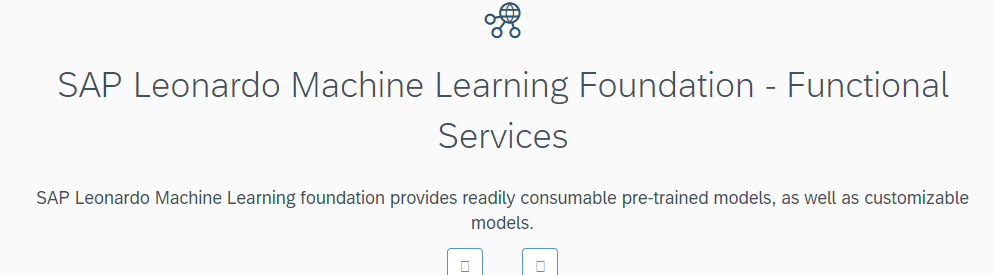 SAP Leonardo Machine Learning Foundation - Functional
Services
SAP Leonardo Machine Learning foundation provides readily consumable pre-trained models, as well as customizable
models.